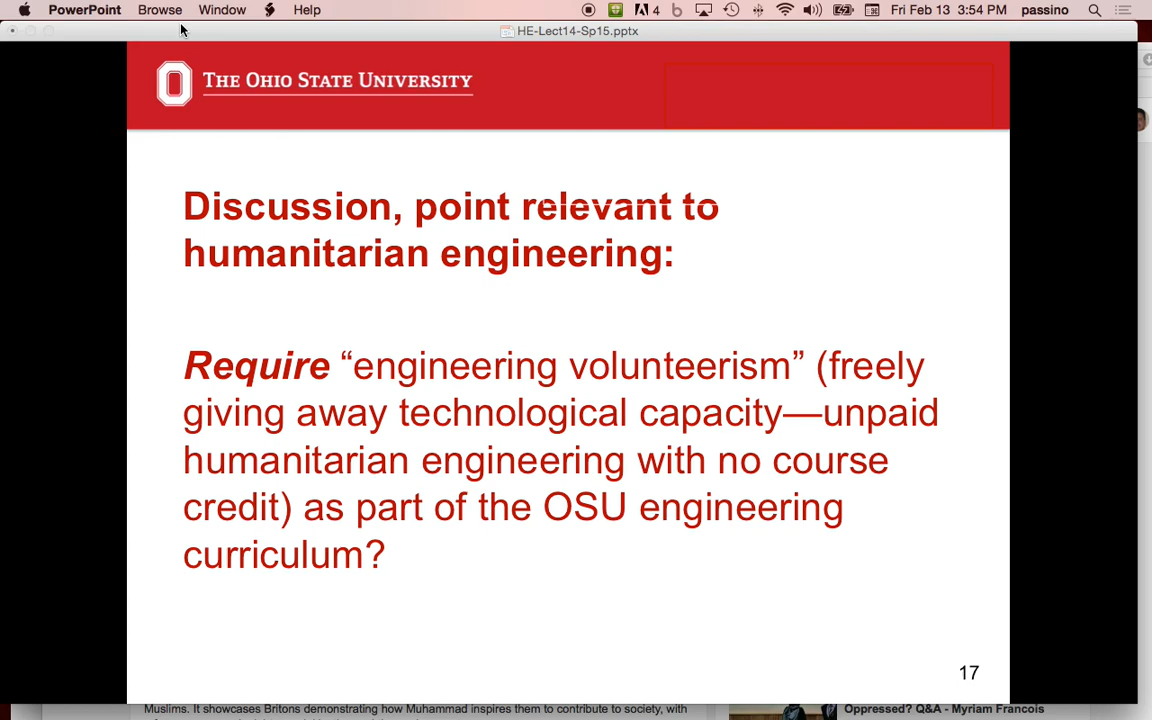 PowerPoint Browse Window Help 4 Fri Feb 13 3:54 PM passino
HE-Lect14-Sp15.pptx
THE OHIO STATE UNIVERSITY
Discussion, point relevant to
humanitarian engineering:
Require “engineering volunteerism” (freely
giving away technological capacity—unpaid
humanitarian engineering with no course
credit) as part of the OSU engineering
curriculum?
17
Muslims. It showcases Britons demonstrating how Muhammad inspires them to contribute to society, with
Oppressed? Q&A - Myriam Francois